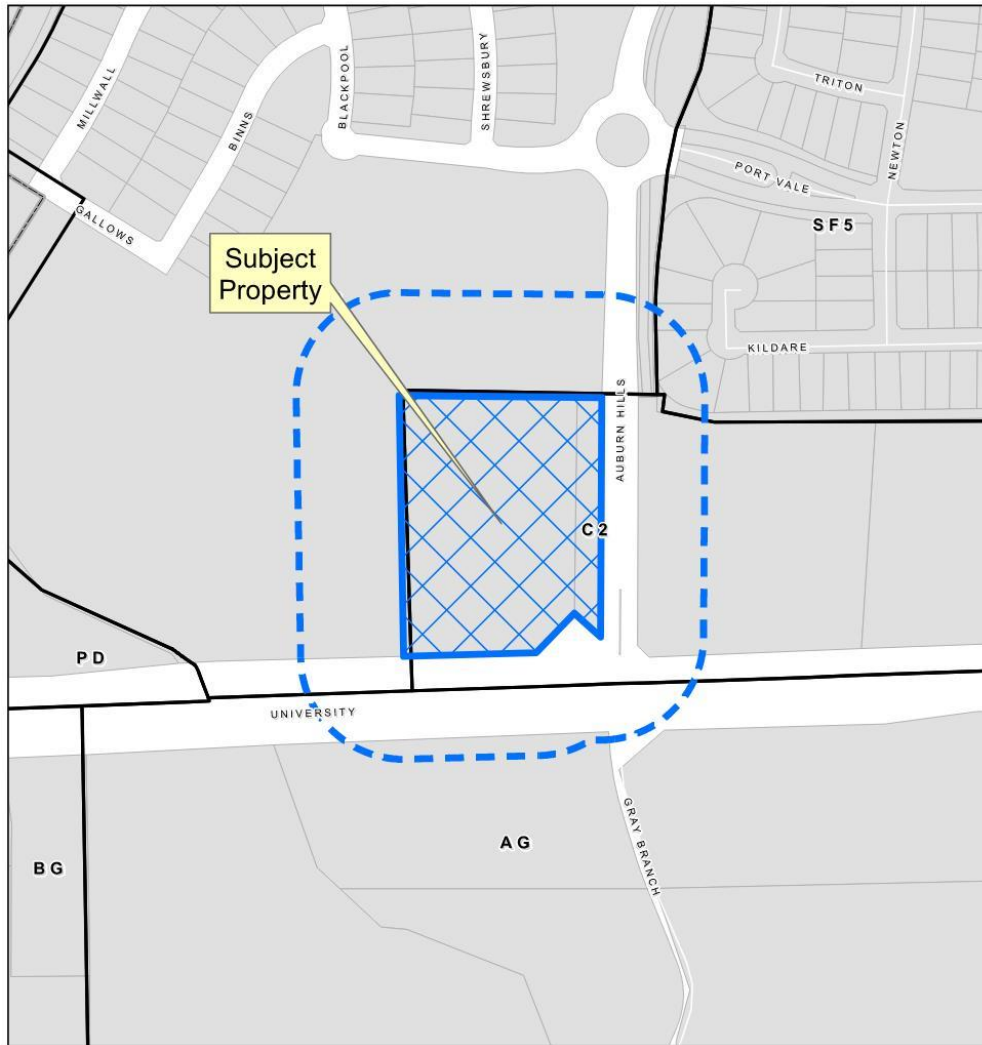 MILLWALL
BINNS
BLACKPOOL
SHREWSBURY
TRITON
NEWTON
PORT VALE
GALLOWS
SF5
Subject
Property
KILDARE
AUBURN HILLS
C2
PD
UNIVERSITY
GRAY BRANCH
AG
BG